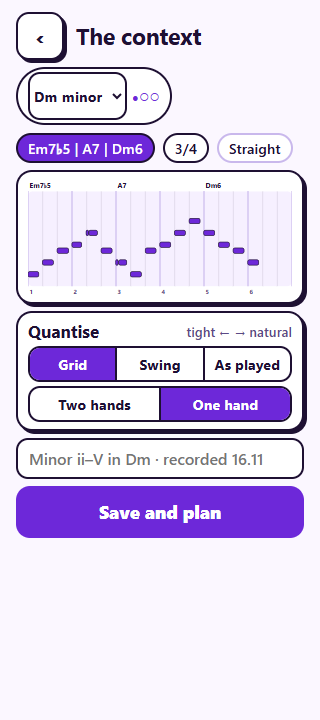 ‹ The context
Dm minor
Em7♭5 | A7 | Dm6 3/4 Straight
Em7♭5 A7 Dm6
1 2 3 4 5 6
Quantise tight ← → natural
Grid Swing As played
Two hands One hand
Minor ii–V in Dm · recorded 16.11
Save and plan